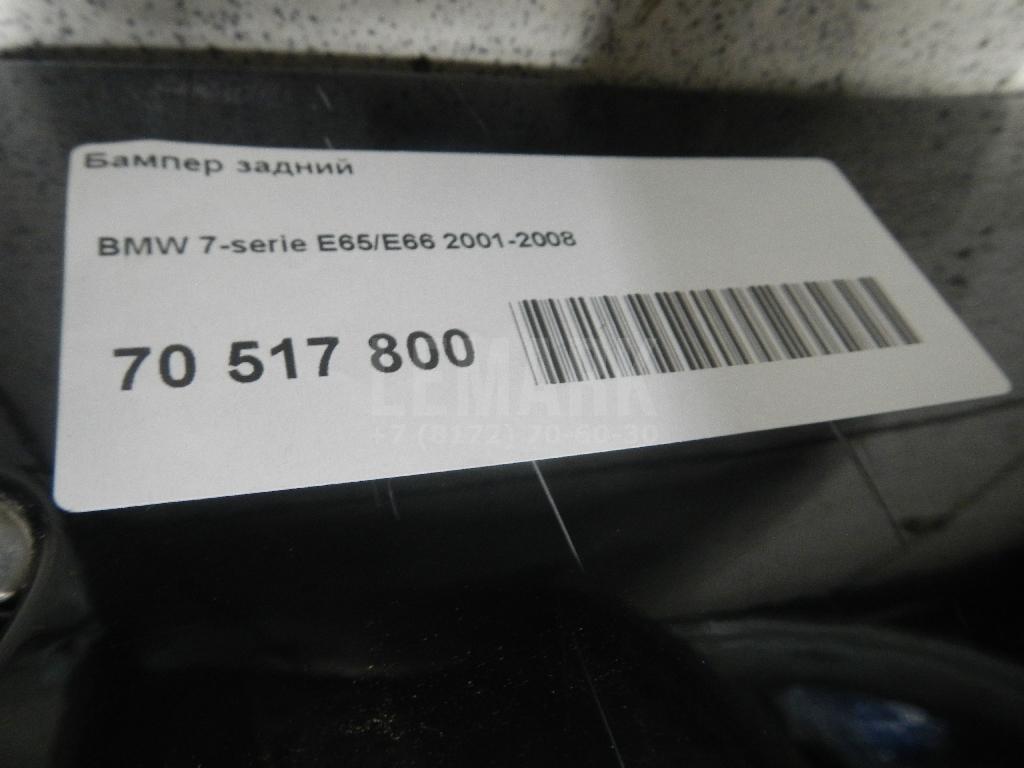 Бампер задний
BMW 7-serie E65/E66 2001-2008
70 517 800
LEMARK
+7 (8172) 70-60-30